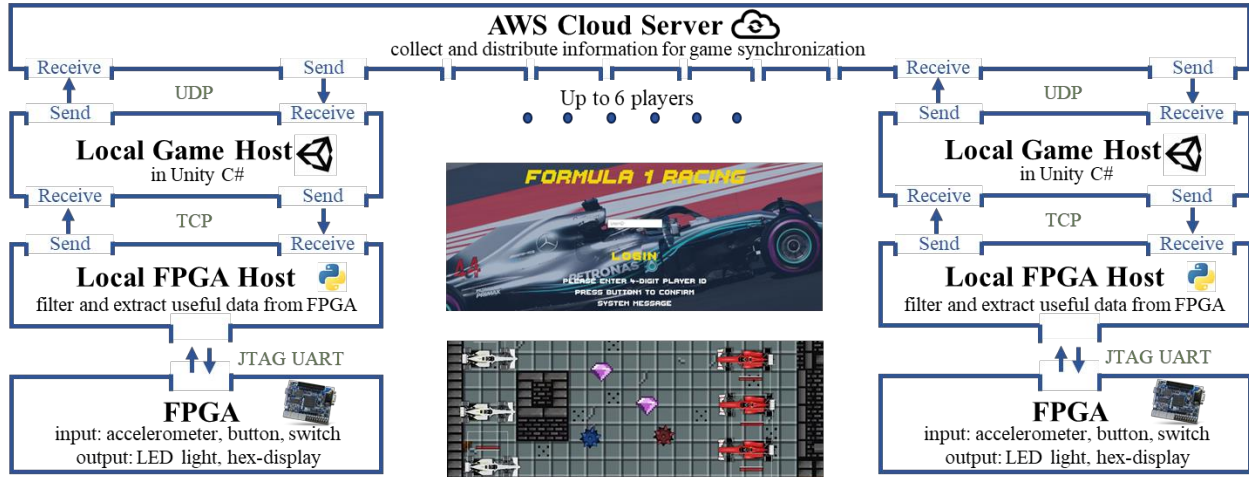 AWS Cloud Server
collect and distribute information for game synchronization
Receive Send Receive Send
UDP Up to 6 players UDP
Send Receive Send Receive
Local Game Host Local Game Host
in Unity C# in Unity C#
FORMULA 1 RACING
Receive Send Receive Send
TCP TCP
Send Receive Send Receive
LOGIN
44
PETRONAS
Local FPGA Host Local FPGA Host
PLEASE ENTER 4-DIGIT PLAYER ID
filter and extract useful data from FPGA filter and extract useful data from FPGA
PRESS BUTTON1 TO CONFIRM
SYSTEM MESSAGE
JTAG UART JTAG UART
FPGA FPGA
input: accelerometer, button, switch input: accelerometer, button, switch
output: LED light, hex-display output: LED light, hex-display